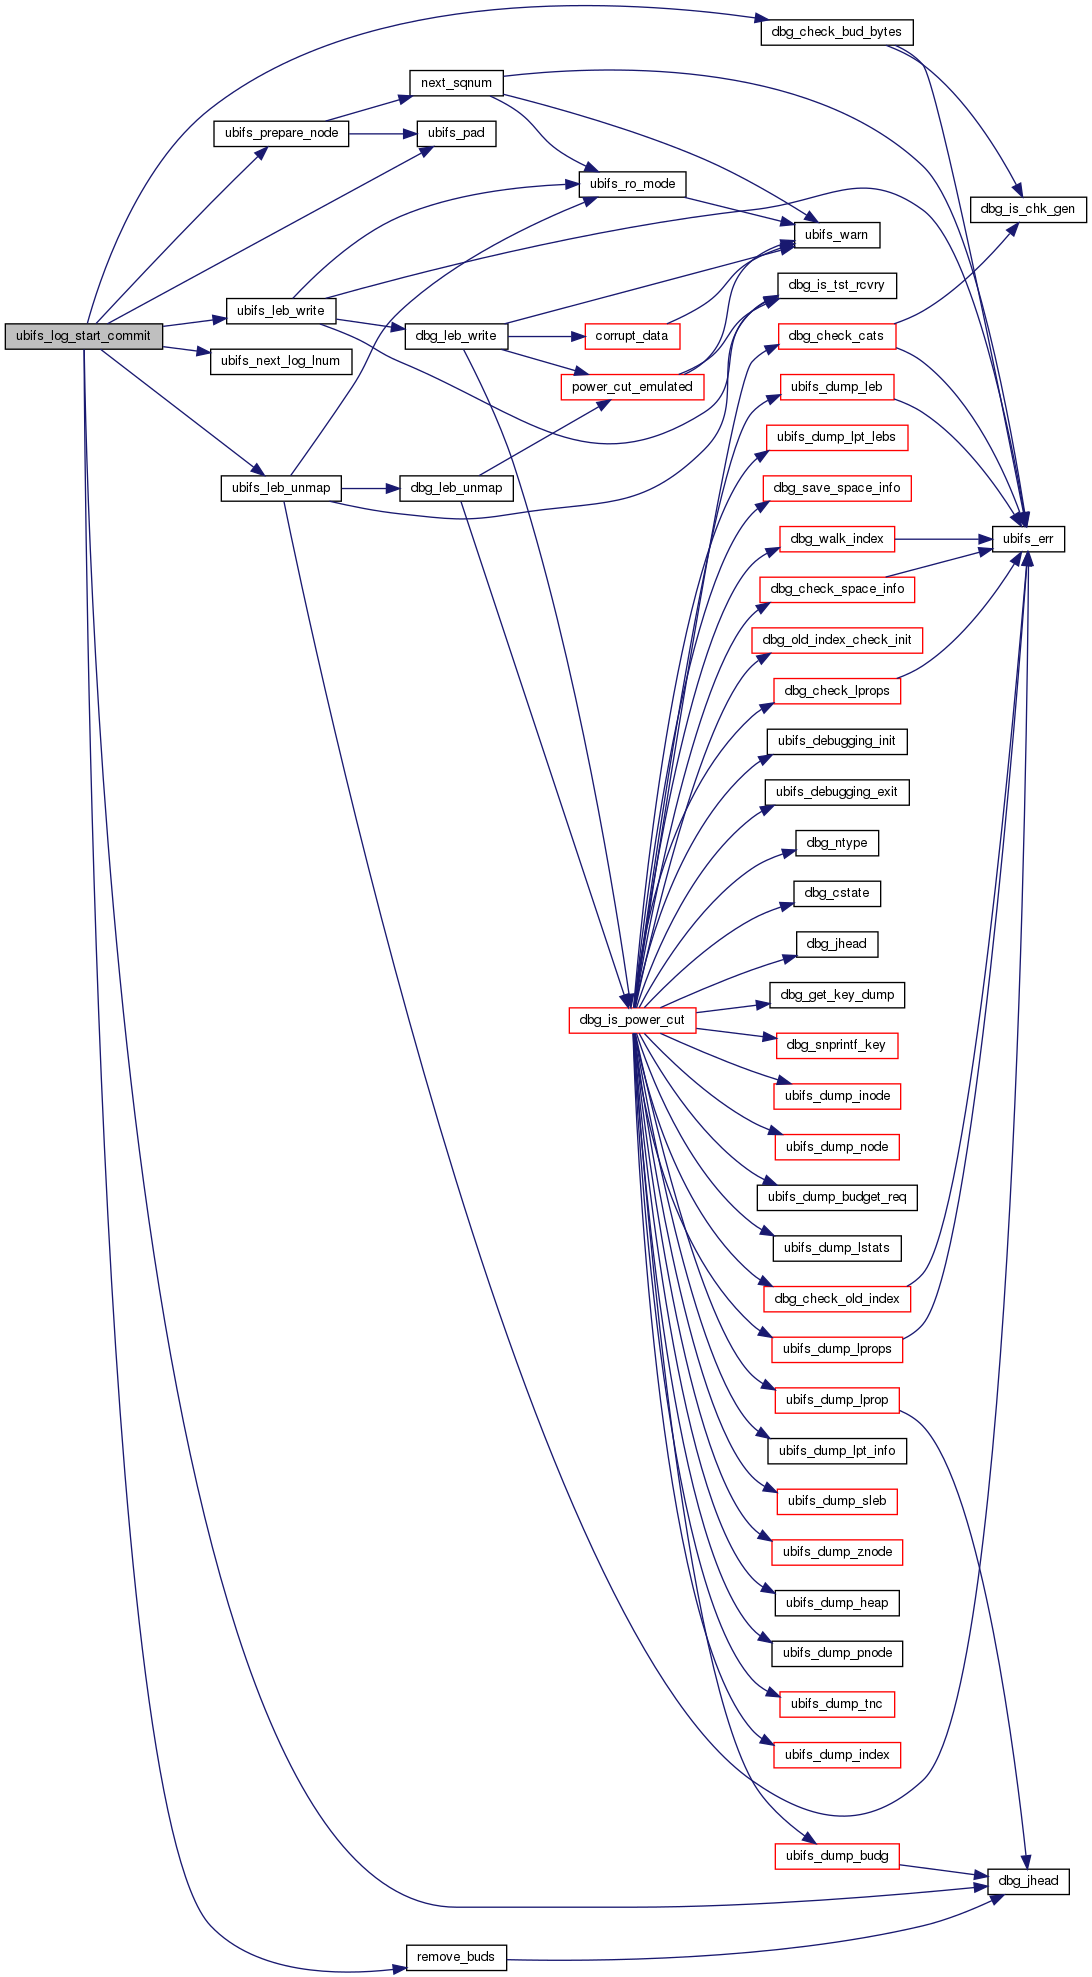 dbg_check_bud_bytes
next_sqnum
ubifs_prepare_node
ubifs_pad
ubifs_ro_mode
dbg_is_chk_gen
ubifs_warn
dbg_is_tst_rcvry
ubifs_leb_write
ubifs_log_start_commit
dbg_leb_write
corrupt_data
dbg_check_cats
ubifs_next_log_lnum
power_cut_emulated
ubifs_dump_leb
ubifs_dump_lpt_lebs
ubifs_leb_unmap
dbg_leb_unmap
dbg_save_space_info
dbg_walk_index
ubifs_err
dbg_check_space_info
dbg_old_index_check_init
dbg_check_lprops
ubifs_debugging_init
ubifs_debugging_exit
dbg_ntype
dbg_cstate
dbg_jhead
dbg_get_key_dump
dbg_is_power_cut
dbg_snprintf_key
ubifs_dump_inode
ubifs_dump_node
ubifs_dump_budget_req
ubifs_dump_lstats
dbg_check_old_index
ubifs_dump_lprops
ubifs_dump_lprop
ubifs_dump_lpt_info
ubifs_dump_sleb
ubifs_dump_znode
ubifs_dump_heap
ubifs_dump_pnode
ubifs_dump_tnc
ubifs_dump_index
ubifs_dump_budg
dbg_jhead
remove_buds